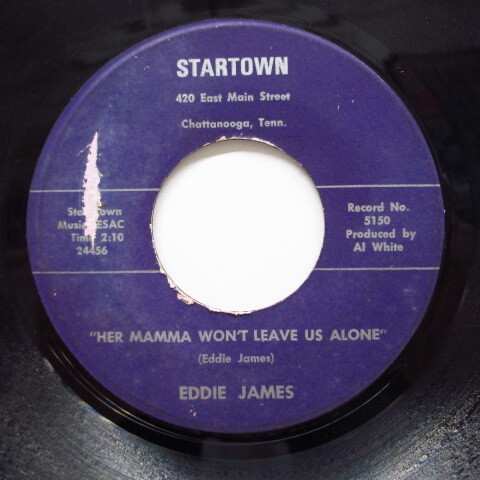 STARTOWN
420 East Main Street
Chattanooga, Tenn.
Music SESAC
Time 2:10
24456
Record No.
5150
Produced by
Al White
"HER MAMMA WON'T LEAVE US ALONE"
(Eddie James)
EDDIE JAMES